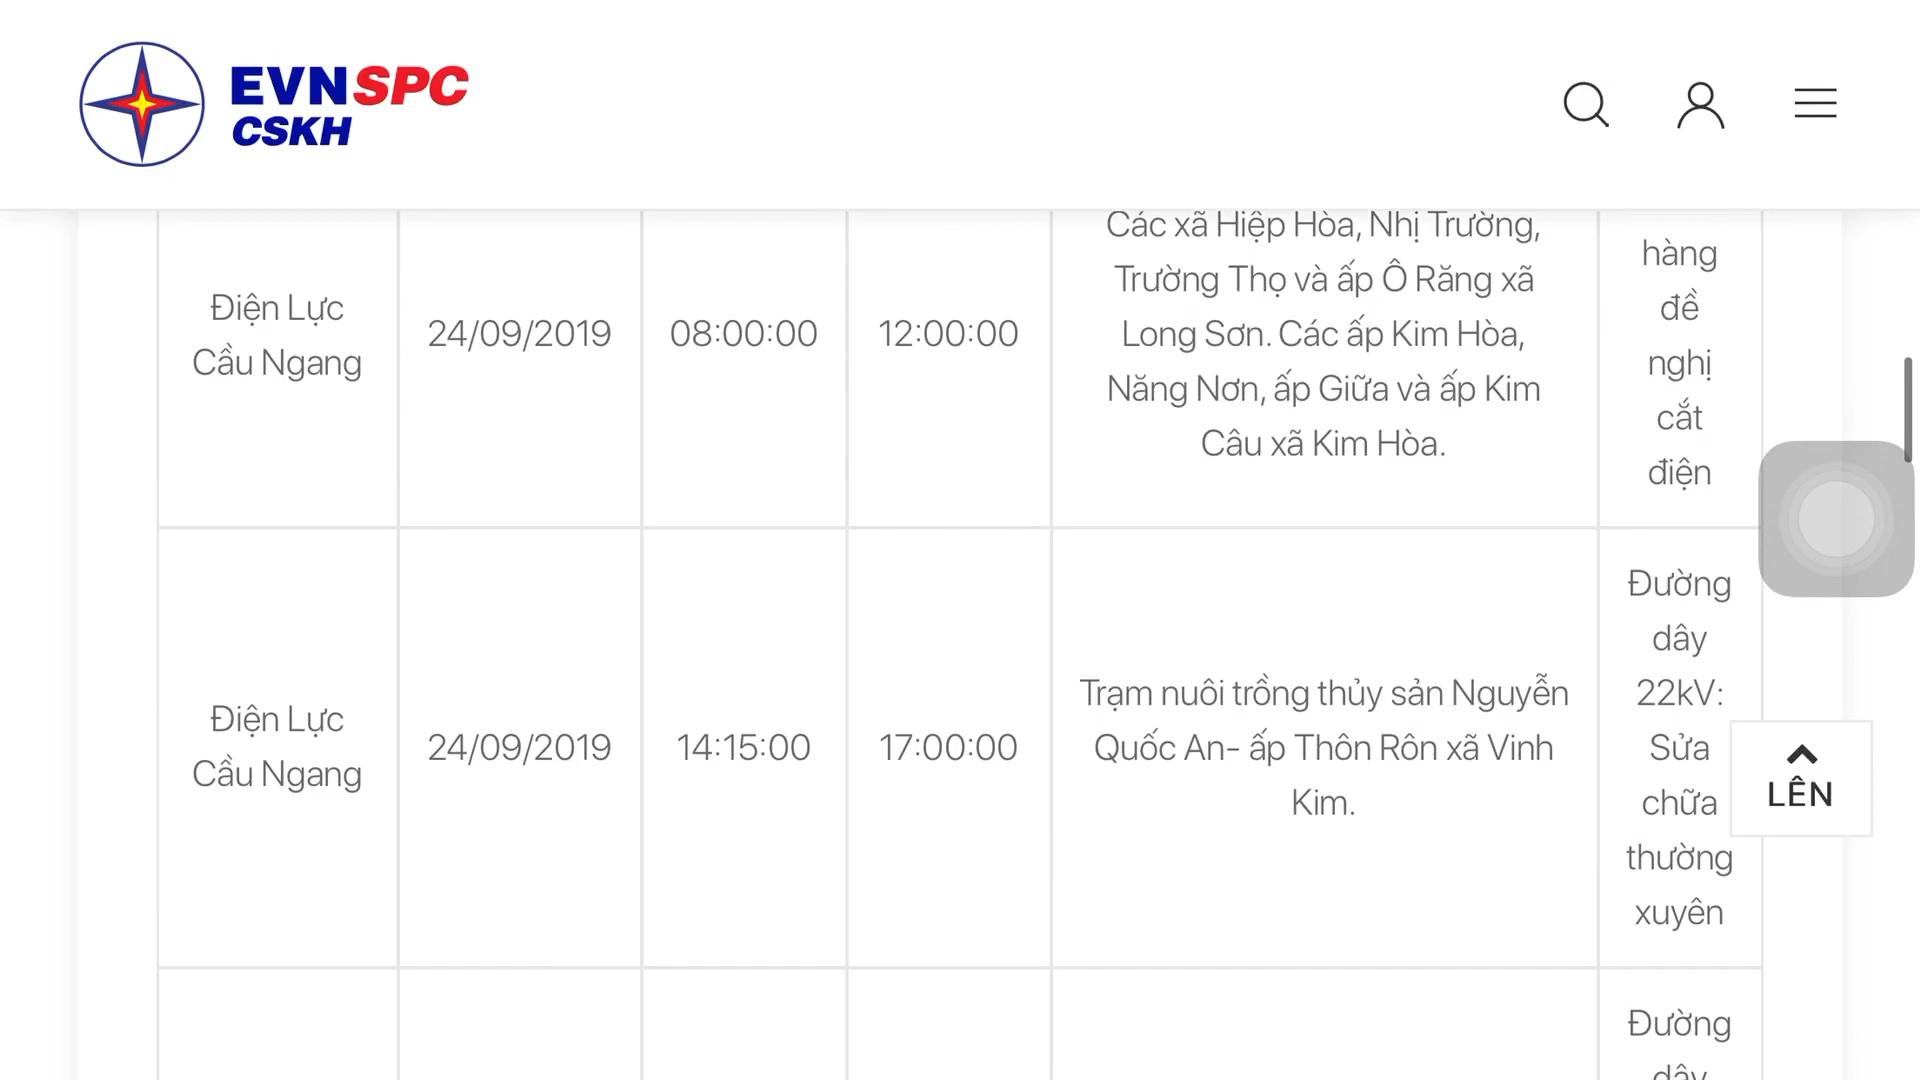 EVNSPC
CSKH
Điện Lực
Cầu Ngang
24/09/2019
08:00:00
12:00:00
Các xã Hiệp Hòa, Nhị Trường,
Trường Thọ và ấp Ô Răng xã
Long Sơn. Các ấp Kim Hòa,
Năng Nơn, ấp Giữa và ấp Kim
Câu xã Kim Hòa.
hàng
đề
nghị
cắt
điện
Điện Lực
Cầu Ngang
24/09/2019
14:15:00
17:00:00
Trạm nuôi trồng thủy sản Nguyễn
Quốc An- ấp Thôn Rôn xã Vinh
Kim.
Đường
dây
22kV:
Sửa
chữa
thường
xuyên
LÊN
Đường
dây